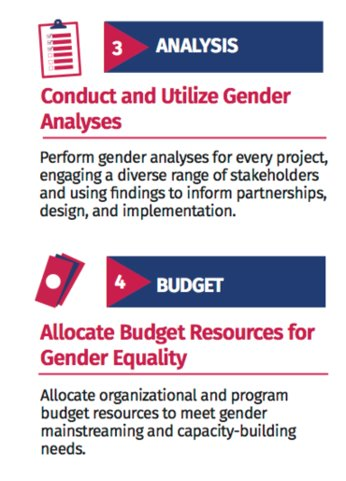 3 ANALYSIS
Conduct and Utilize Gender
Analyses
Perform gender analyses for every project,
engaging a diverse range of stakeholders
and using findings to inform partnerships,
design, and implementation.
4 BUDGET
Allocate Budget Resources for
Gender Equality
Allocate organizational and program
budget resources to meet gender
mainstreaming and capacity-building
needs.